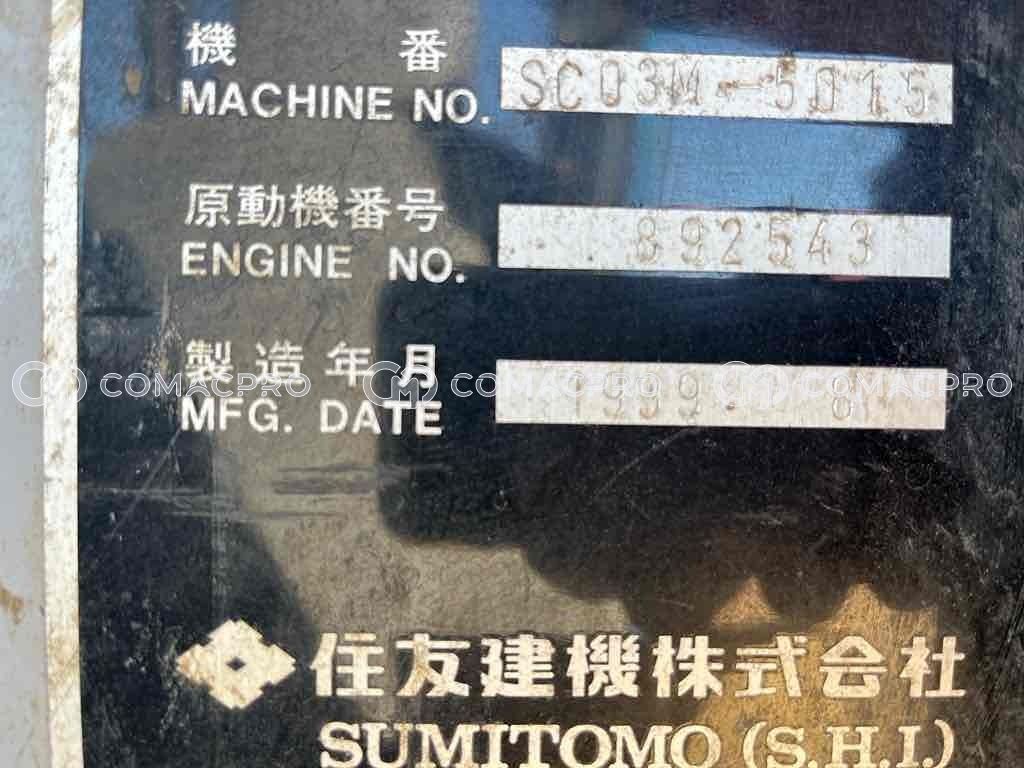 機 番
MACHINE NO. SC03M-5015
原動機番号
ENGINE NO. 892543
製造年月
MFG. DATE 1999
COMACPRO COMACPRO COMACPRO
住友建機株式会社
SUMITOMO (S.H.I.)